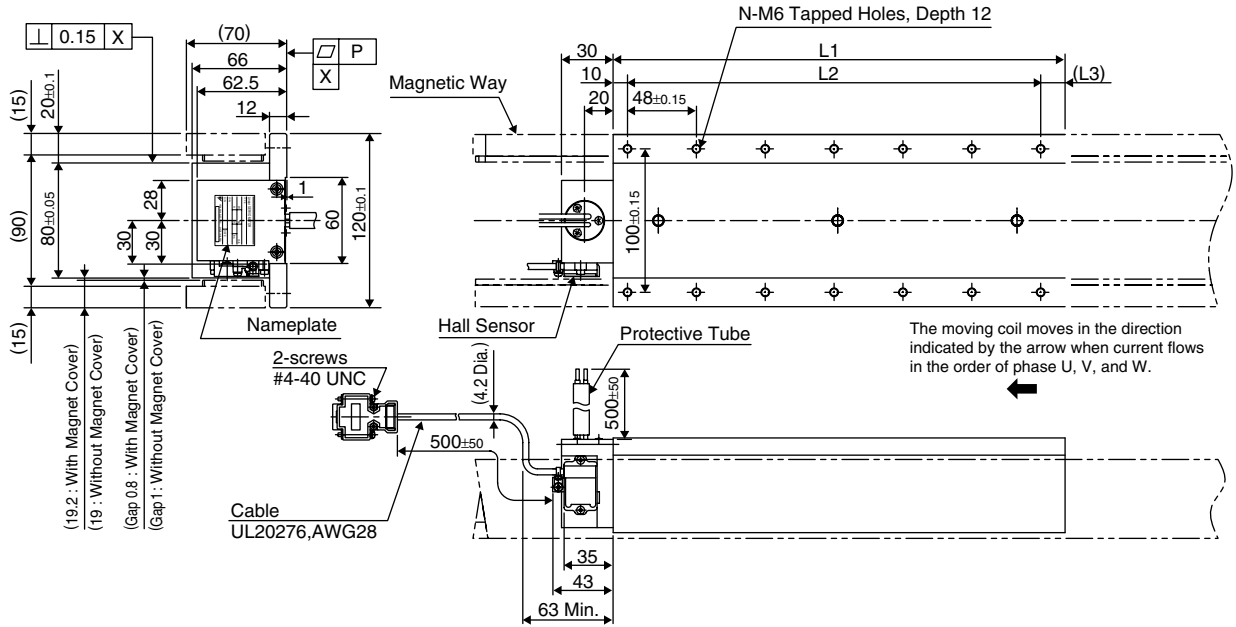 ⊥ 0.15 X
(70)
66
62.5
12
⏥ P
X
(15)
20±0.1
(90)
80±0.05
28
30
30
1
60
120±0.1
(15)
Nameplate
(19.2 : With Magnet Cover)
(19 : Without Magnet Cover)
(Gap 0.8 : With Magnet Cover)
(Gap1 : Without Magnet Cover)
N-M6 Tapped Holes, Depth 12
Magnetic Way
30
L1
10
L2
(L3)
20
48±0.15
100±0.15
Hall Sensor
Protective Tube
The moving coil moves in the direction
indicated by the arrow when current flows
in the order of phase U, V, and W.
2-screws
#4-40 UNC
(4.2 Dia.)
500±50
500±50
Cable
UL20276,AWG28
35
43
63 Min.